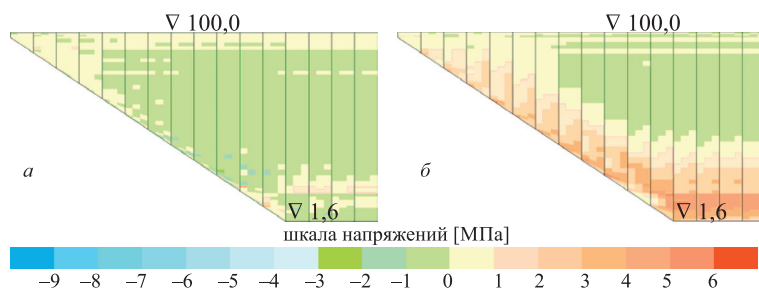 ∇ 100,0 ∇ 100,0
а б
∇ 1,6 ∇ 1,6
шкала напряжений [МПа]
–9 –8 –7 –6 –4 –3 –2 –1 0 1 2 3 4 5 6